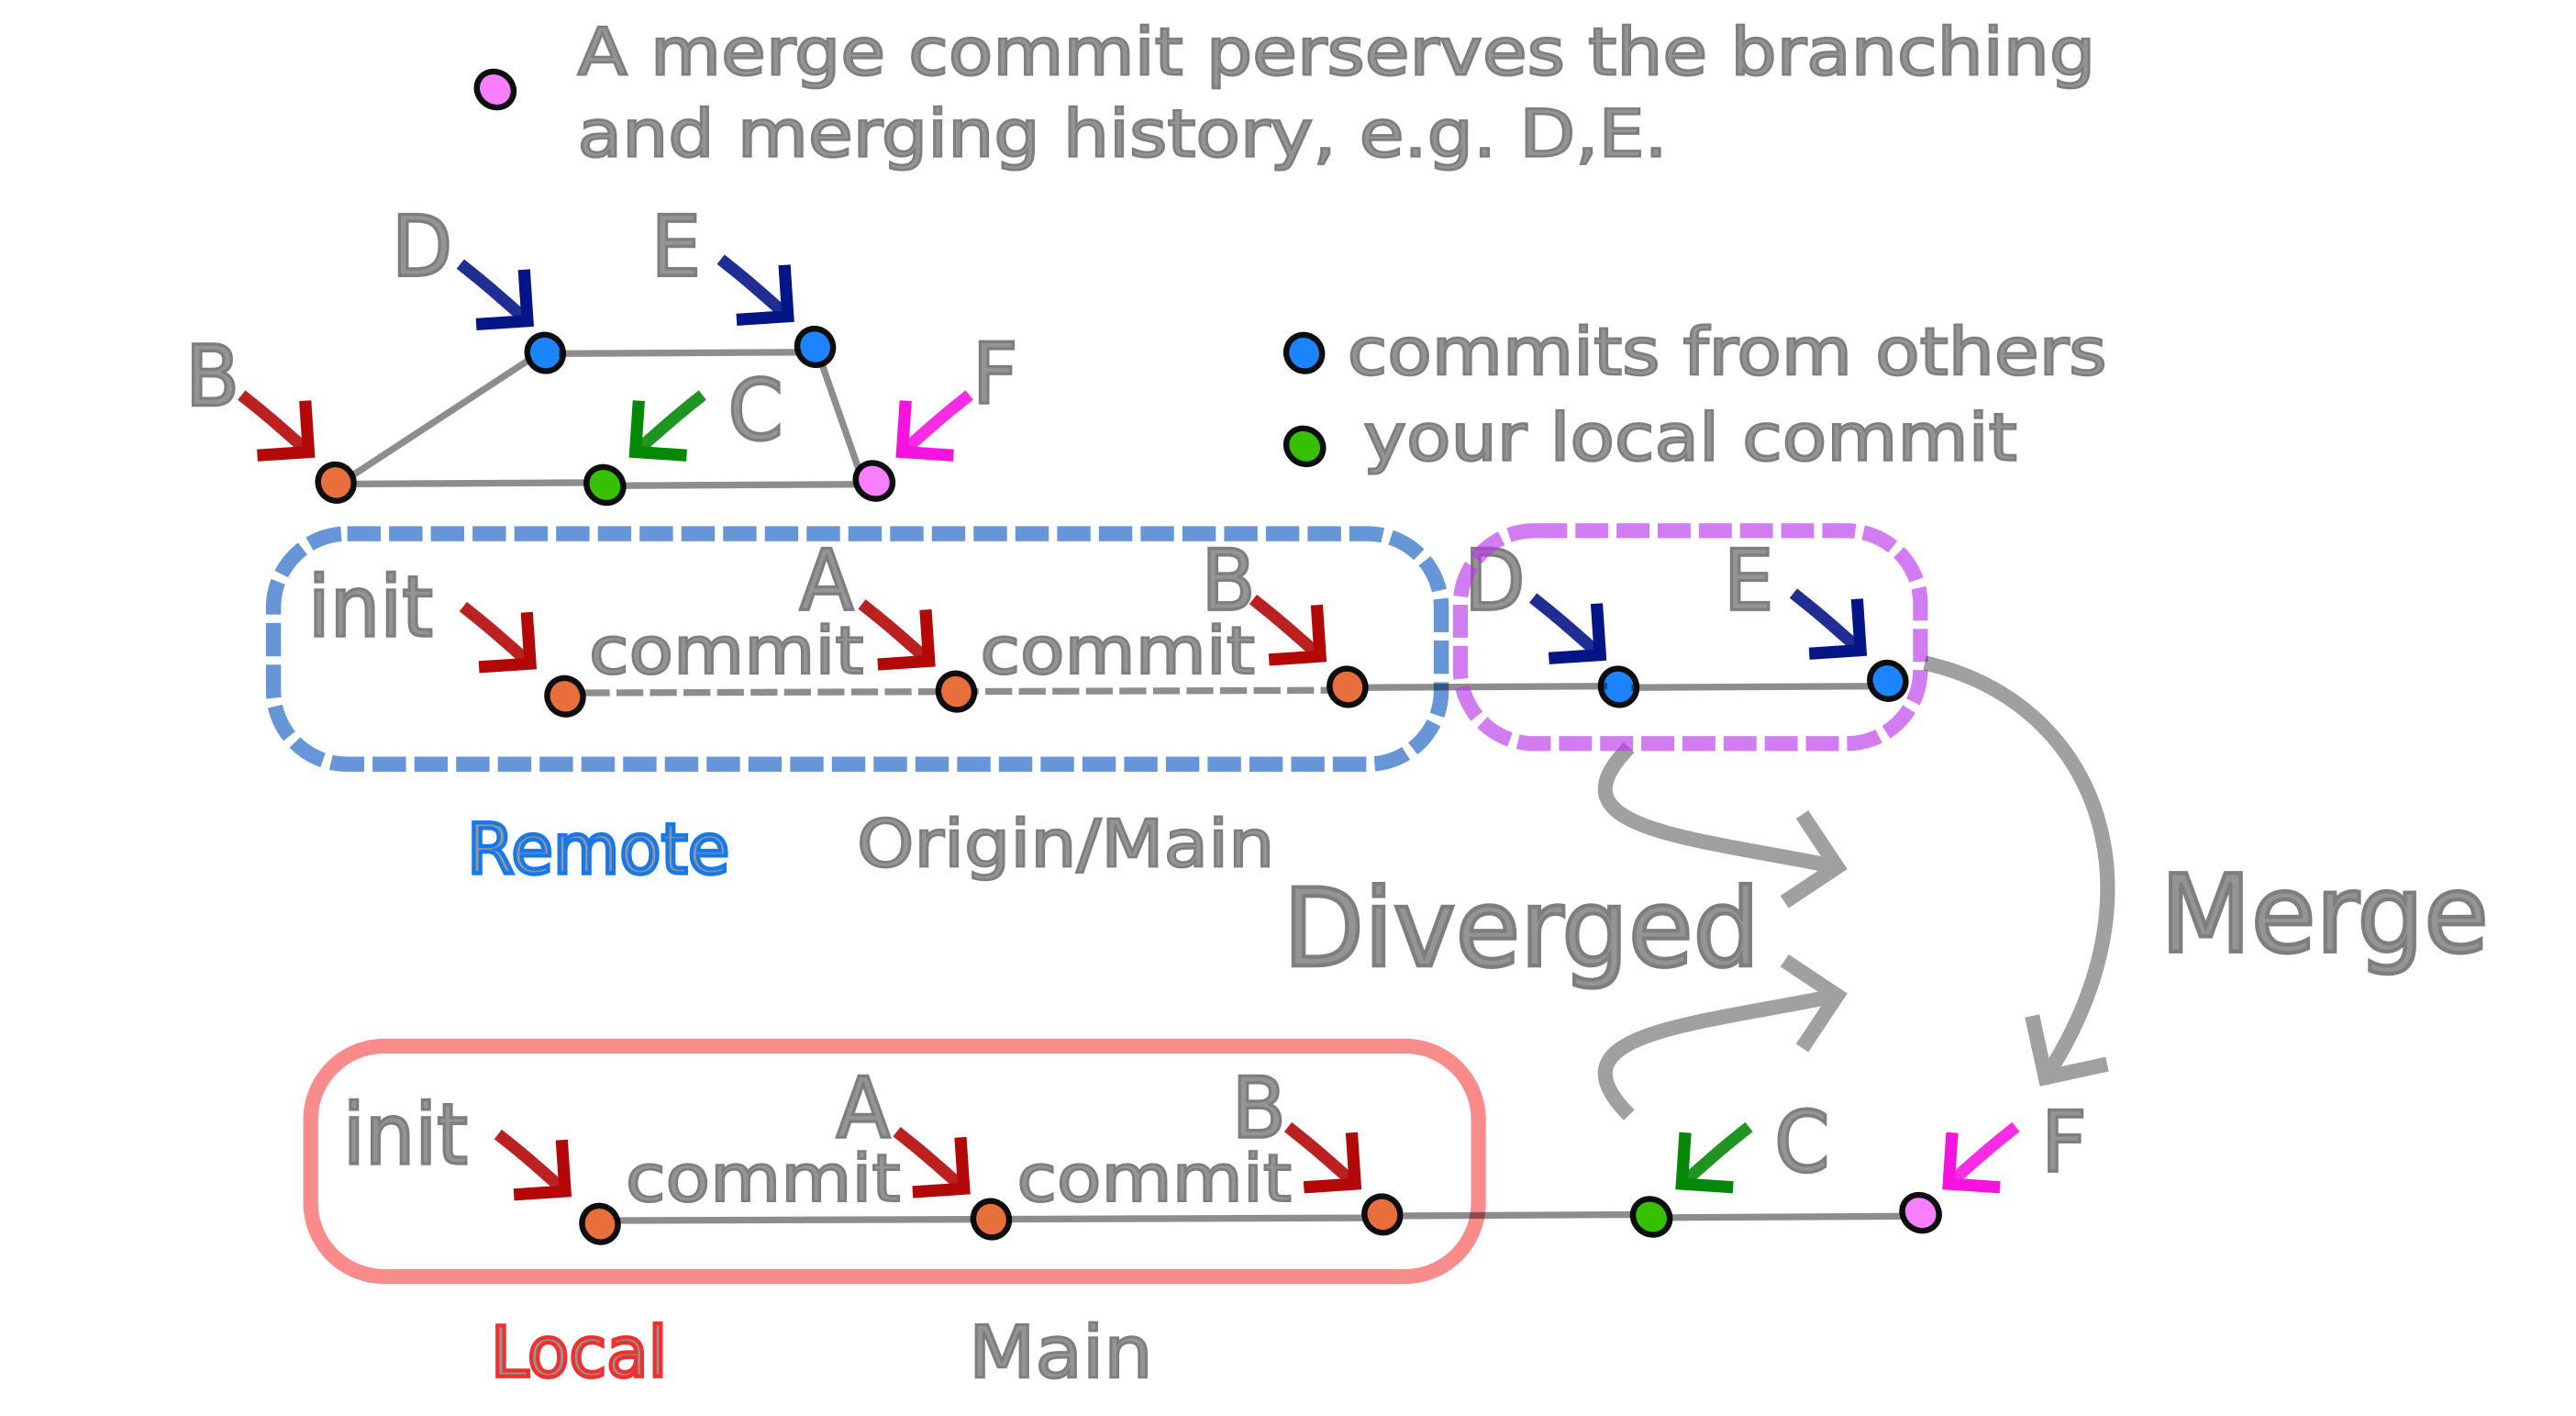 A merge commit perserves the branching
and merging history, e.g. D,E.
D
E
B
C
F
commits from others
your local commit
init
A
B
D
E
commit
commit
Remote
Origin/Main
Diverged
Merge
init
A
B
C
F
commit
commit
Local
Main